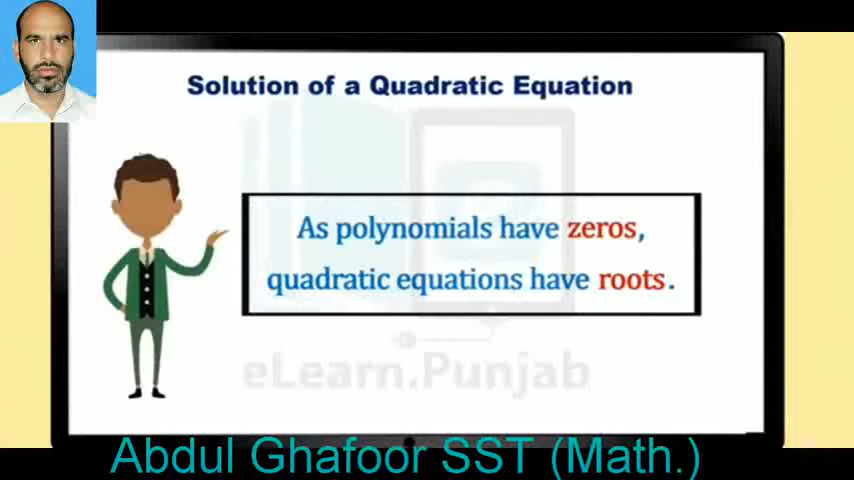 Solution of a Quadratic Equation
As polynomials have zeros,
quadratic equations have roots.
eLearn.Punjab
Abdul Ghafoor SST (Math.)